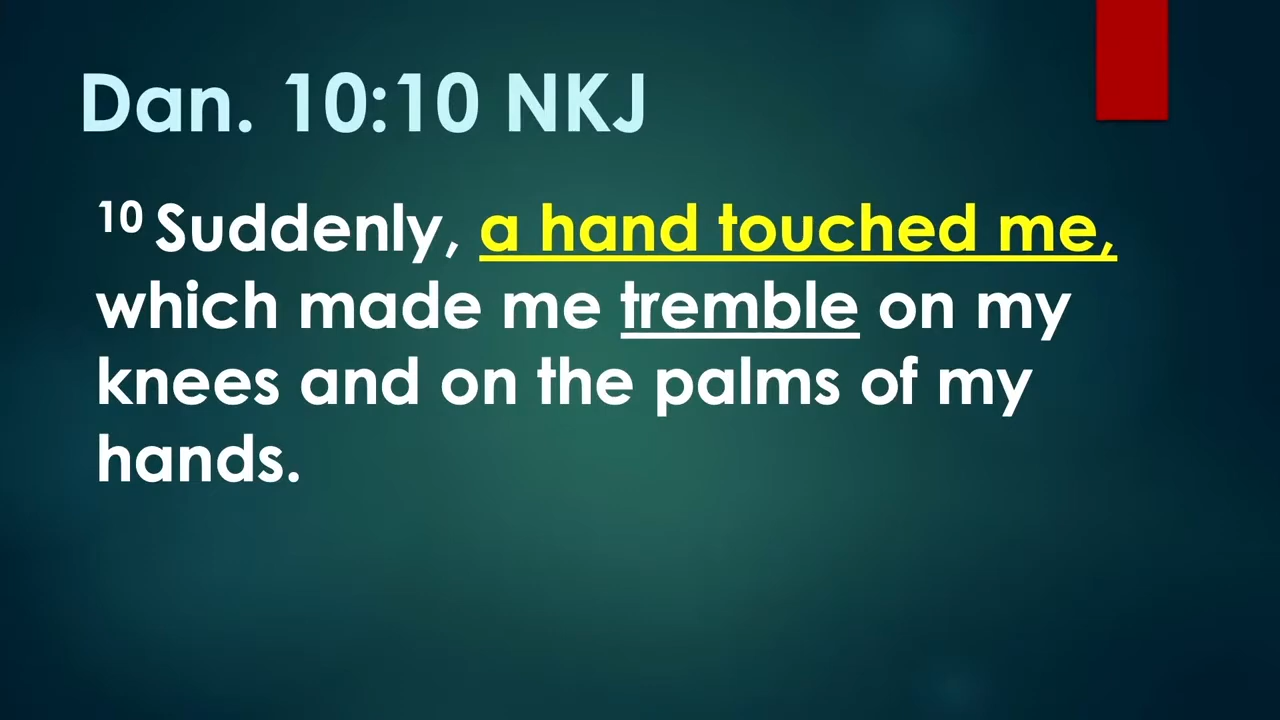 Dan. 10:10 NKJ
10 Suddenly, a hand touched me,
which made me tremble on my
knees and on the palms of my
hands.